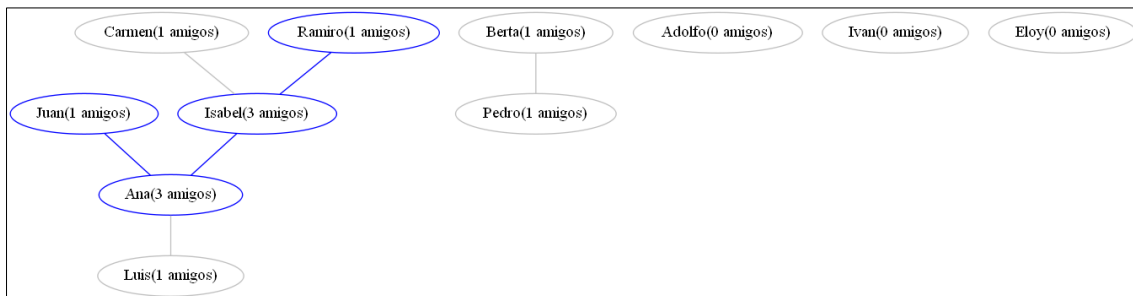 Carmen(1 amigos)
Ramiro(1 amigos)
Berta(1 amigos)
Adolfo(0 amigos)
Ivan(0 amigos)
Eloy(0 amigos)
Juan(1 amigos)
Isabel(3 amigos)
Pedro(1 amigos)
Ana(3 amigos)
Luis(1 amigos)